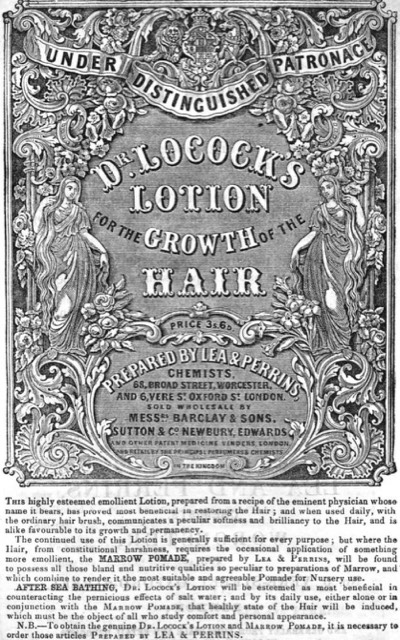 UNDER DISTINGUISHED PATRONAGE
DR. LOCOCK'S
LOTION
FOR THE GROWTH OF THE
HAIR
PRICE 3s.6D
PREPARED BY LEA & PERRINS,
CHEMISTS,
68, BROAD STREET, WORCESTER.
AND 6, VERE ST. OXFORD ST. LONDON.
SOLD WHOLESALE BY
MESSRS BARCLAY & SONS.
SUTTON & Co. NEWBURY, EDWARDS,
AND OTHER PATENT MEDICINE VENDERS, LONDON,
AND RETAIL BY THE PRINCIPAL PERFUMERS CHEMISTS
IN THE KINGDOM
THIS highly esteemed emollient Lotion, prepared from a recipe of the eminent physician whose
name it bears, has proved most beneficial in restoring the Hair; and when used daily, with
the ordinary hair brush, communicates a peculiar softness and brilliancy to the Hair, and is
alike favourable to its growth and permanency.
The continued use of this Lotion is generally sufficient for every purpose; but where the
Hair, from constitutional harshness, requires the occasional application of something
more emollient, the MARROW POMADE, prepared by LEA & PERRINS, will be found
to possess all those bland and nutritive qualities so peculiar to preparations of Marrow, and
which combine to render it the most suitable and agreeable Pomade for Nursery use.
AFTER SEA BATHING, DR. LOCOCK'S LOTION will be esteemed as most beneficial in
counteracting the pernicious effects of salt water; and by its daily use, either alone or in
conjunction with the MARROW POMADE, that healthy state of the Hair will be induced,
which must be the object of all who study comfort and personal appearance.
N.B.—To obtain the genuine DR. LOCOCK'S LOTION and MARROW POMADE, it is necessary to
order those articles PREPARED BY LEA & PERRINS.